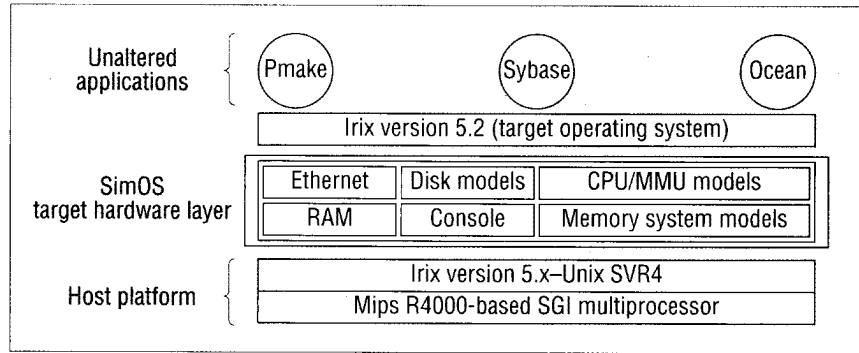 Unaltered
applications
Pmake
Sybase
Ocean
Irix version 5.2 (target operating system)
SimOS
target hardware layer
Ethernet
Disk models
CPU/MMU models
RAM
Console
Memory system models
Host platform
Irix version 5.x–Unix SVR4
Mips R4000-based SGI multiprocessor